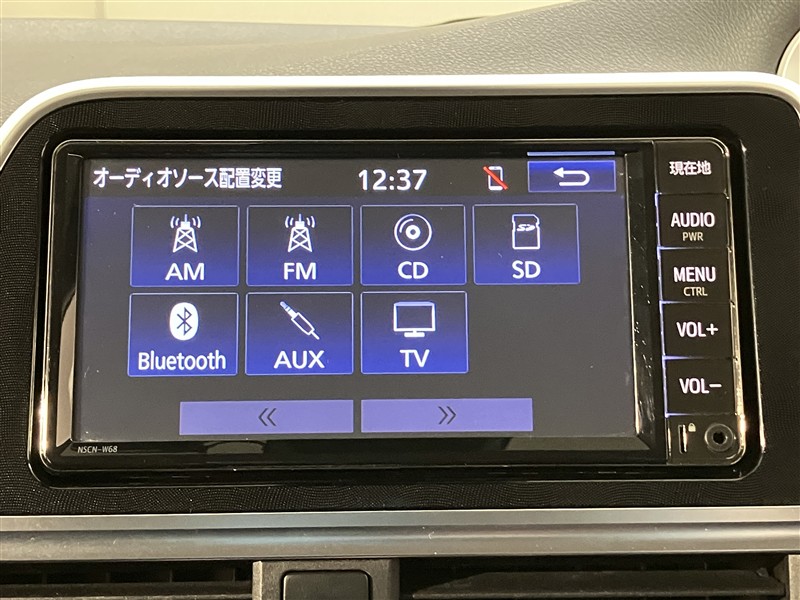 オーディオソース配置変更
12:37
現在地
AM
FM
CD
SD
SD
AUDIO
PWR
MENU
CTRL
Bluetooth
AUX
TV
VOL+
VOL-
NSCN-W68